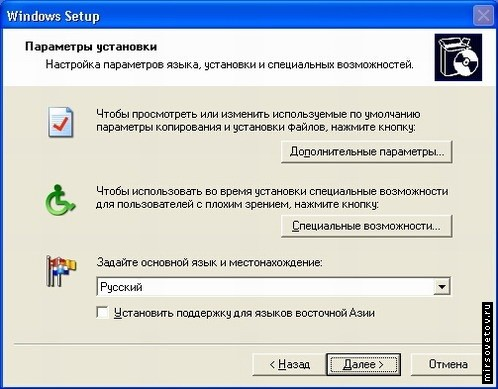 Windows Setup
Параметры установки
Настройка параметров языка, установки и специальных возможностей.
Чтобы просмотреть или изменить используемые по умолчанию
параметры копирования и установки файлов, нажмите кнопку:
Дополнительные параметры...
Чтобы использовать во время установки специальные возможности
для пользователей с плохим зрением, нажмите кнопку:
Специальные возможности...
Задайте основной язык и местонахождение:
Русский
Установить поддержку для языков восточной Азии
< Назад
Далее >
Отмена
mirsovetov.ru